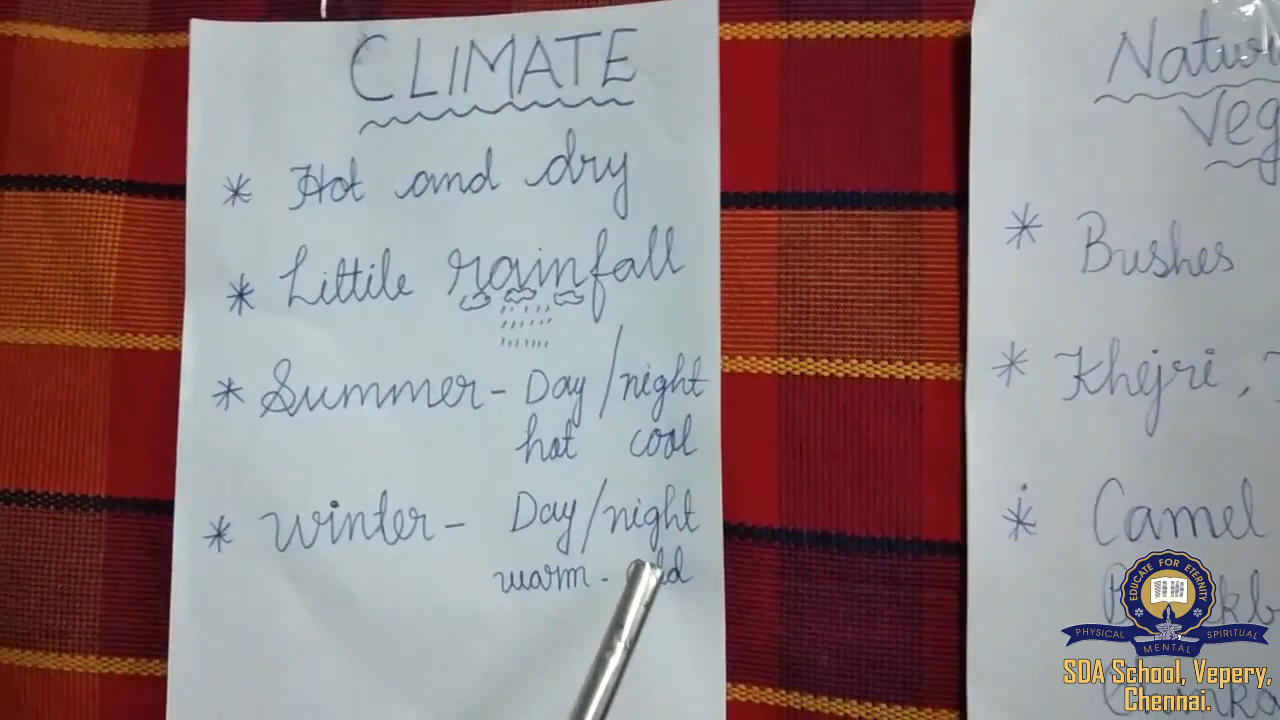 CLIMATE
* Hot and dry
* Littile rainfall
* Summer - Day / night
hot cool
* Winter - Day / night
warm -
Veg
* Bushes
* Khejri,
* Camel
EDUCATE FOR ETERNITY
PHYSICAL MENTAL SPIRITUAL
SDA School, Vepery,
Chennai.